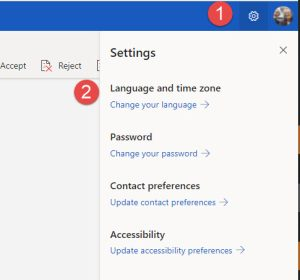 1
Accept Reject
Settings
2
Language and time zone
Change your language →
Password
Change your password →
Contact preferences
Update contact preferences →
Accessibility
Update accessibility preferences →